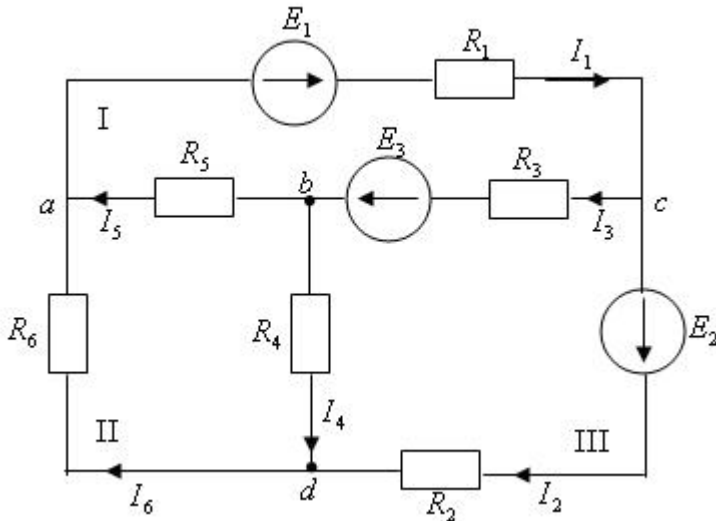 E₁
R₁ I₁
I
R₅ b E₃ R₃
a I₅ I₃ c
R₆ R₄ E₂
I₄
II III
I₆ d R₂ I₂